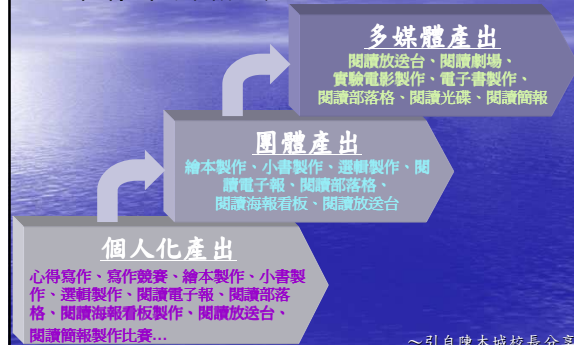 多媒體產出
閱讀放送台、閱讀劇場、
實驗電影製作、電子書製作、
閱讀部落格、閱讀光碟、閱讀簡報
團體產出
繪本製作、小書製作、選輯製作、閱
讀電子報、閱讀部落格、
閱讀海報看板、閱讀放送台
個人化產出
心得寫作、寫作競賽、繪本製作、小書製
作、選輯製作、閱讀電子報、閱讀部落
格、閱讀海報看板製作、閱讀放送台、
閱讀簡報製作比賽…
～引自陳木城校長分享